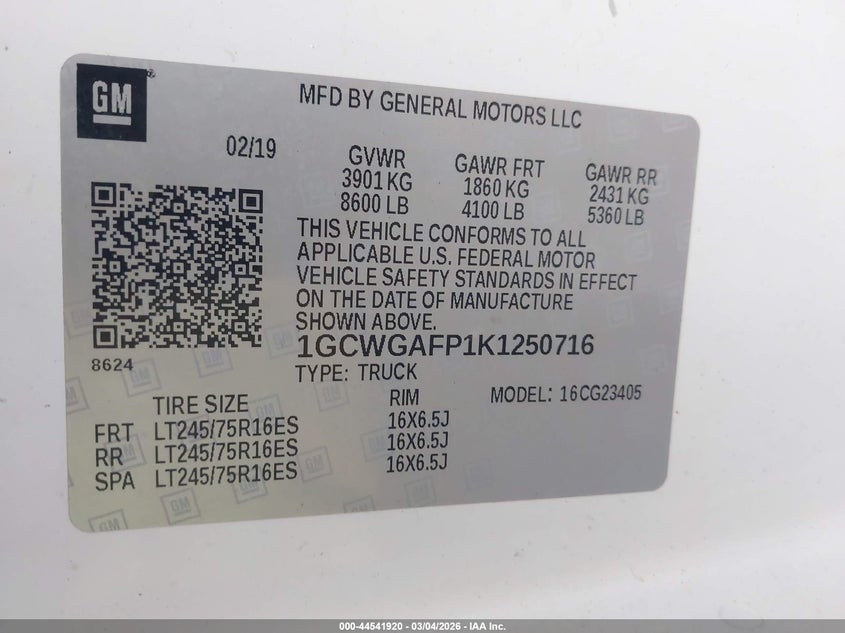 GM
MFD BY GENERAL MOTORS LLC
02/19
GVWR
3901 KG
8600 LB
GAWR FRT
1860 KG
4100 LB
GAWR RR
2431 KG
5360 LB
THIS VEHICLE CONFORMS TO ALL
APPLICABLE U.S. FEDERAL MOTOR
VEHICLE SAFETY STANDARDS IN EFFECT
ON THE DATE OF MANUFACTURE
SHOWN ABOVE.
8624
1GCWGAFP1K1250716
TYPE: TRUCK
MODEL: 16CG23405
TIRE SIZE RIM
FRT LT245/75R16ES 16X6.5J
RR LT245/75R16ES 16X6.5J
SPA LT245/75R16ES 16X6.5J
000-44541920 | 03/04/2026 - IAA Inc.